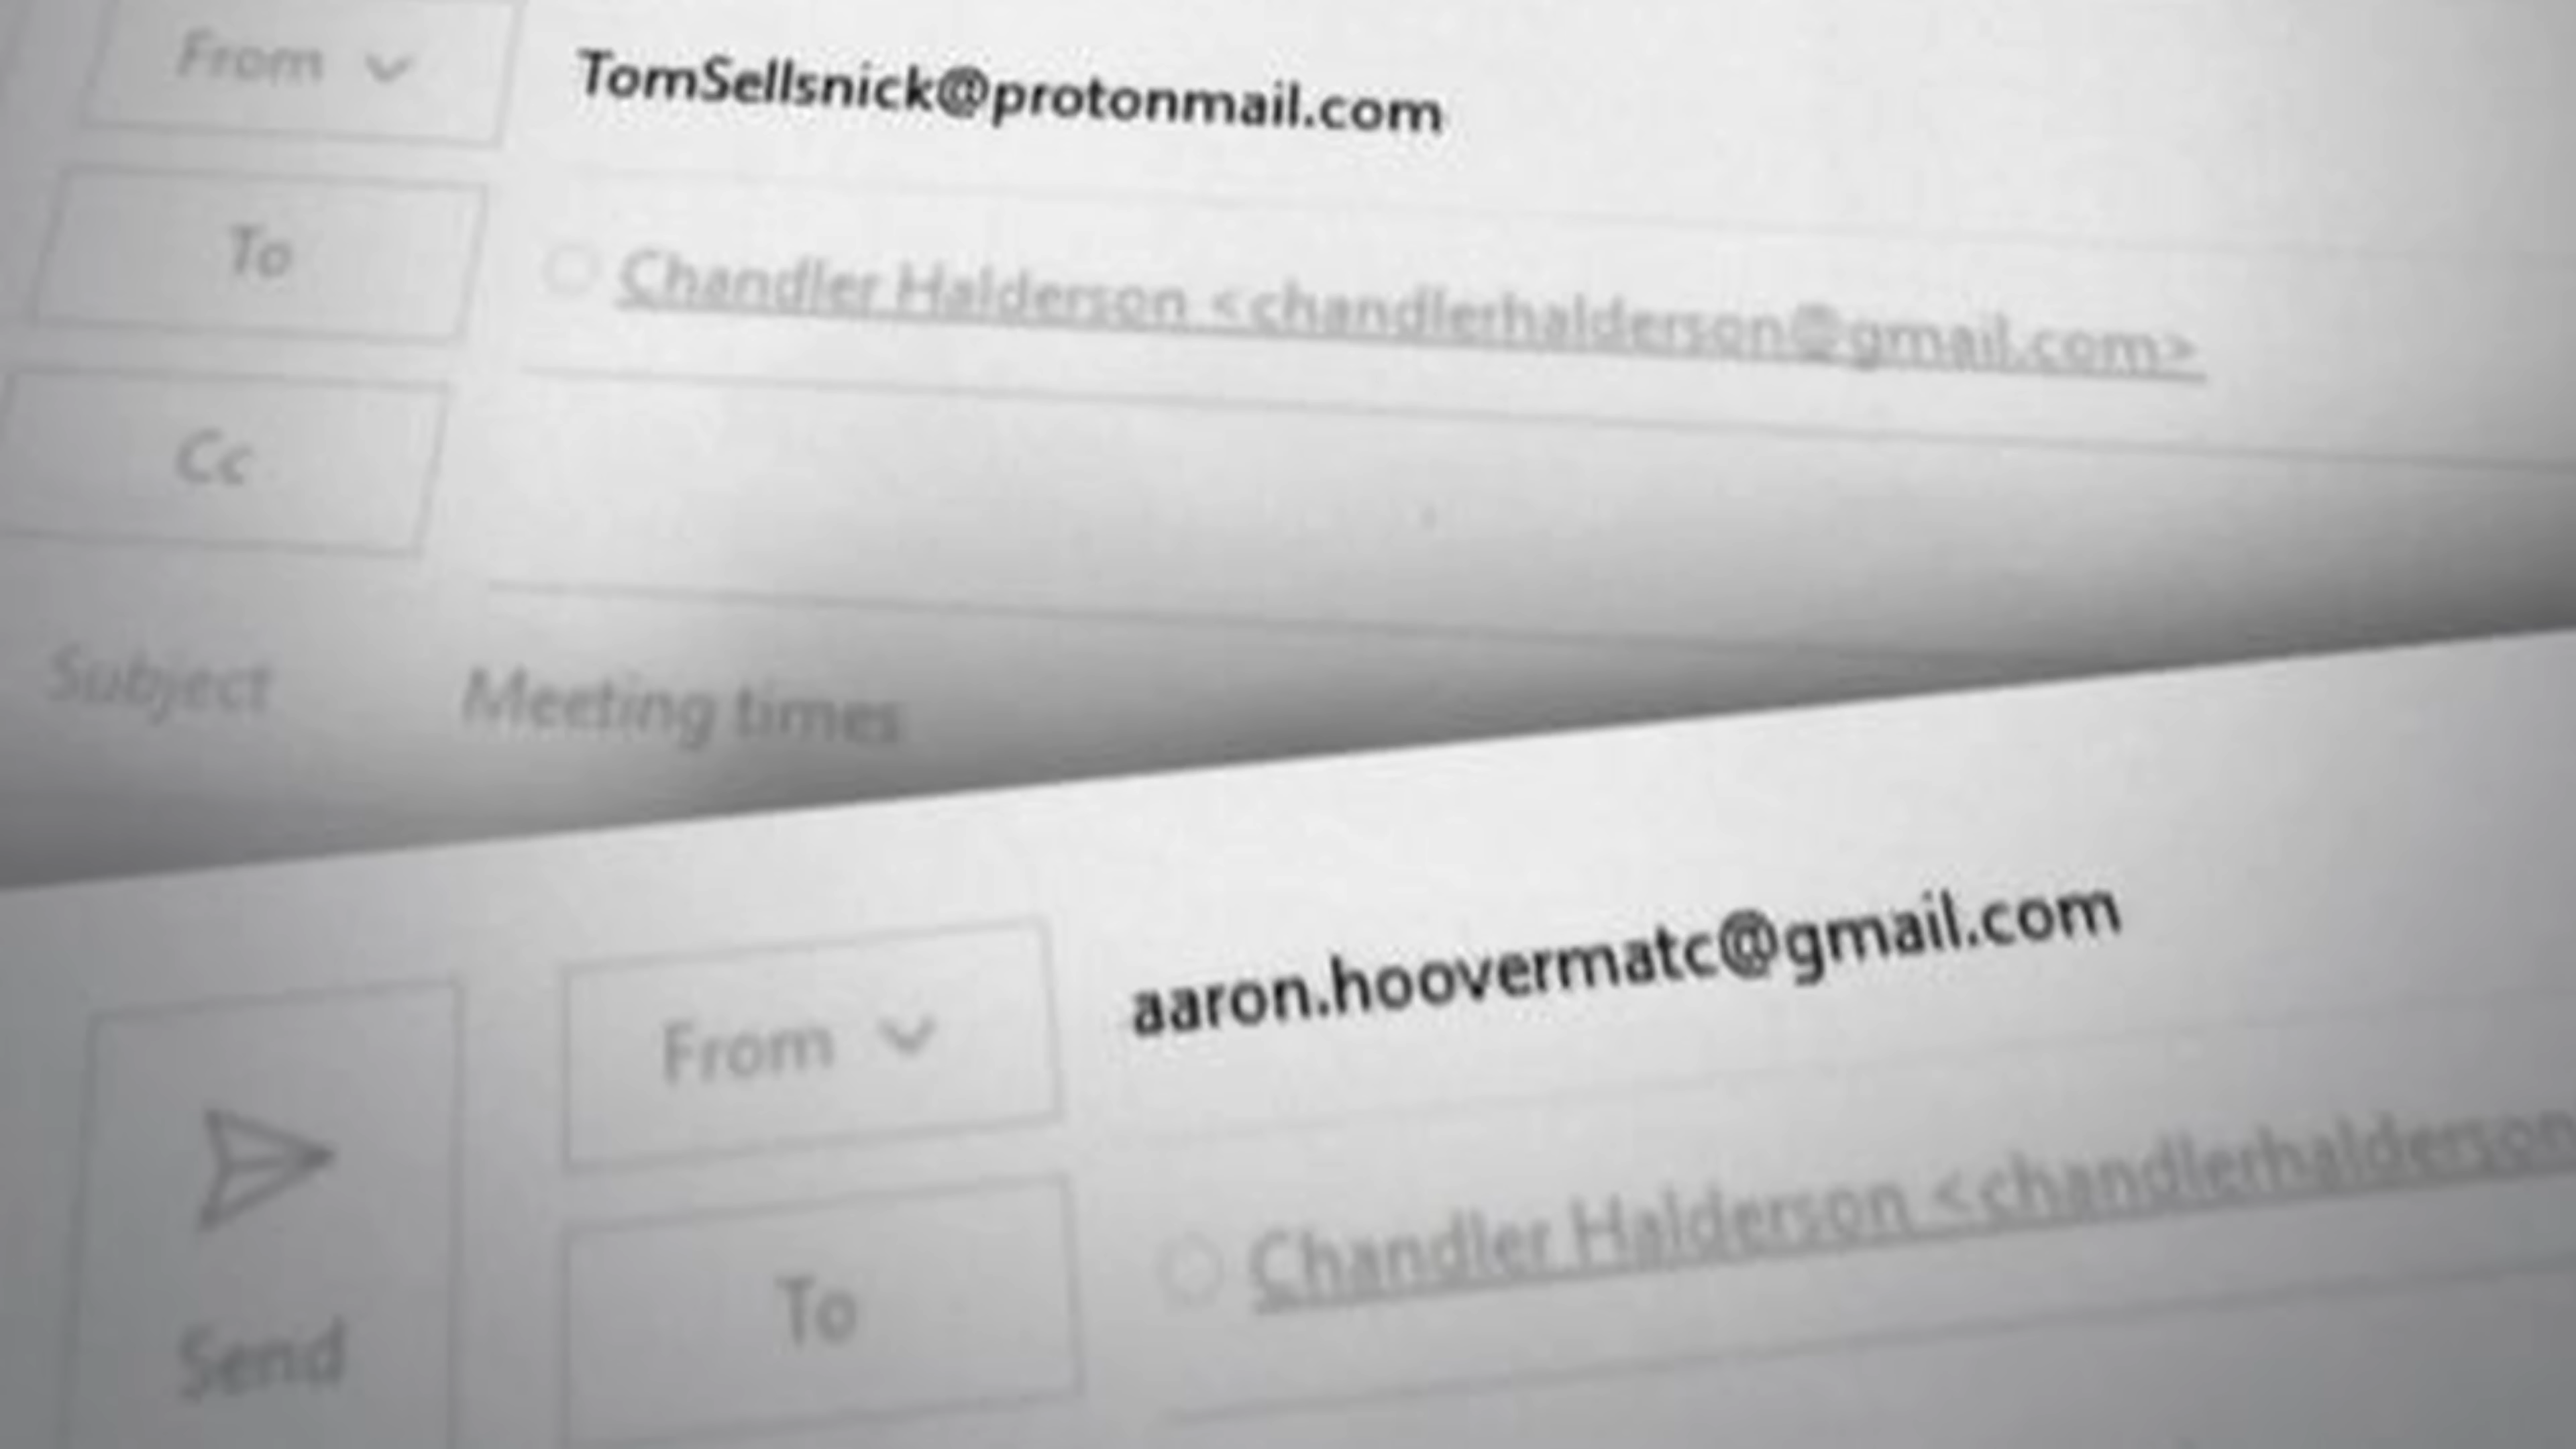 From TomSellsnick@protonmail.com
To Chandler Halderson <chandlerhalderson@gmail.com>
Cc
Subject Meeting times
From aaron.hoovermatc@gmail.com
To Chandler Halderson <chandlerhalderson
Send